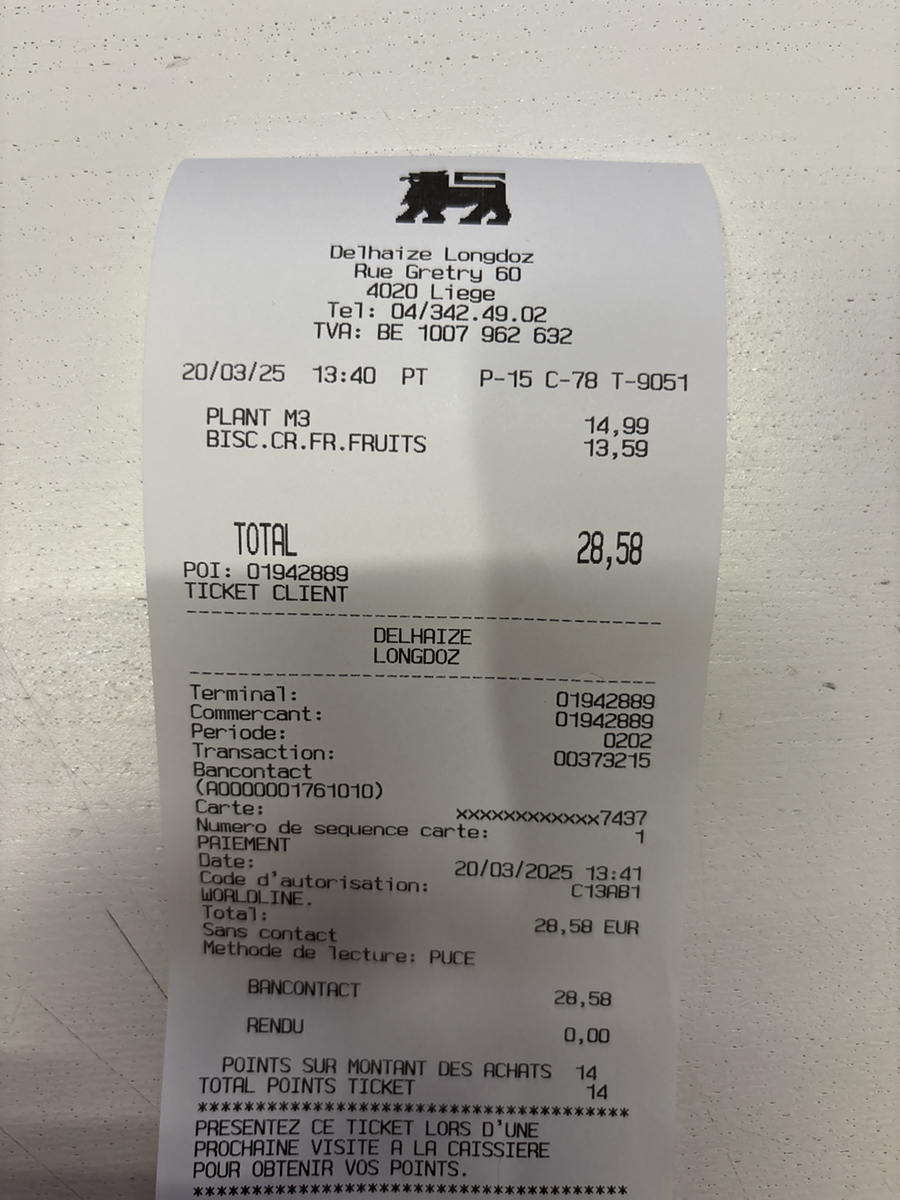 Delhaize Longdoz
Rue Gretry 60
4020 Liege
Tel: 04/342.49.02
TVA: BE 1007 962 632
20/03/25 13:40 PT P-15 C-78 T-9051
PLANT M3 14,99
BISC.CR.FR.FRUITS 13,59
TOTAL 28,58
POI: 01942889
TICKET CLIENT
DELHAIZE
LONGDOZ
Terminal: 01942889
Commercant: 01942889
Periode: 0202
Transaction: 00373215
Bancontact
(A0000001761010)
Carte: xxxxxxxxxxxx7437
Numero de sequence carte: 1
PAIEMENT
Date: 20/03/2025 13:41
Code d'autorisation: C13AB1
WORLDLINE.
Total: 28,58 EUR
Sans contact
Methode de lecture: PUCE
BANCONTACT 28,58
RENDU 0,00
POINTS SUR MONTANT DES ACHATS 14
TOTAL POINTS TICKET 14
**************************************
PRESENTEZ CE TICKET LORS D'UNE
PROCHAINE VISITE A LA CAISSIERE
POUR OBTENIR VOS POINTS.
**************************************